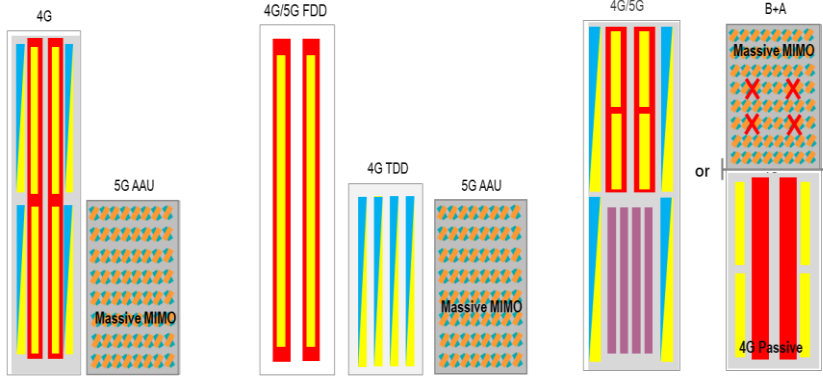 4G
5G AAU
Massive MIMO
4G/5G FDD
4G TDD
5G AAU
Massive MIMO
4G/5G
or
B+A
Massive MIMO
4G Passive